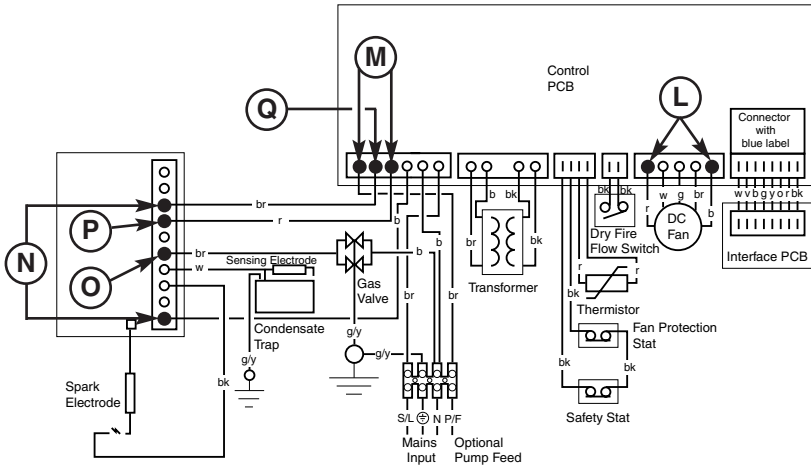 M
Control
PCB
L
Q
Connector
with
blue label
b
bk
bk
bk
w
g
br
w v b g y o r bk
br
r
b
br
bk
r
b
DC
Fan
Dry Fire
Flow Switch
Interface PCB
P
N
O
br
w
Sensing Electrode
b
b
Gas
Valve
Transformer
r
r
Thermistor
br
br
bk
Condensate
Trap
g/y
g/y
g/y
Fan Protection
Stat
bk
bk
Spark
Electrode
bk
S/L
N
P/F
Safety Stat
Mains
Input
Optional
Pump Feed